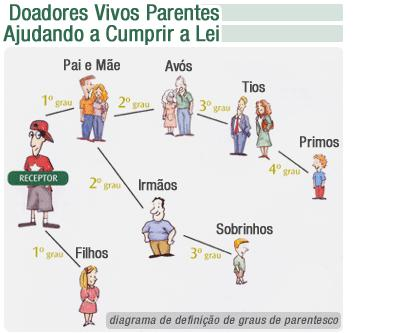 Doadores Vivos Parentes
Ajudando a Cumprir a Lei
Pai e Mãe
Avós
Tios
Primos
1º grau
2º grau
3º grau
4º grau
RECEPTOR
2º grau
Irmãos
Sobrinhos
3º grau
1º grau
Filhos
diagrama de definição de graus de parentesco